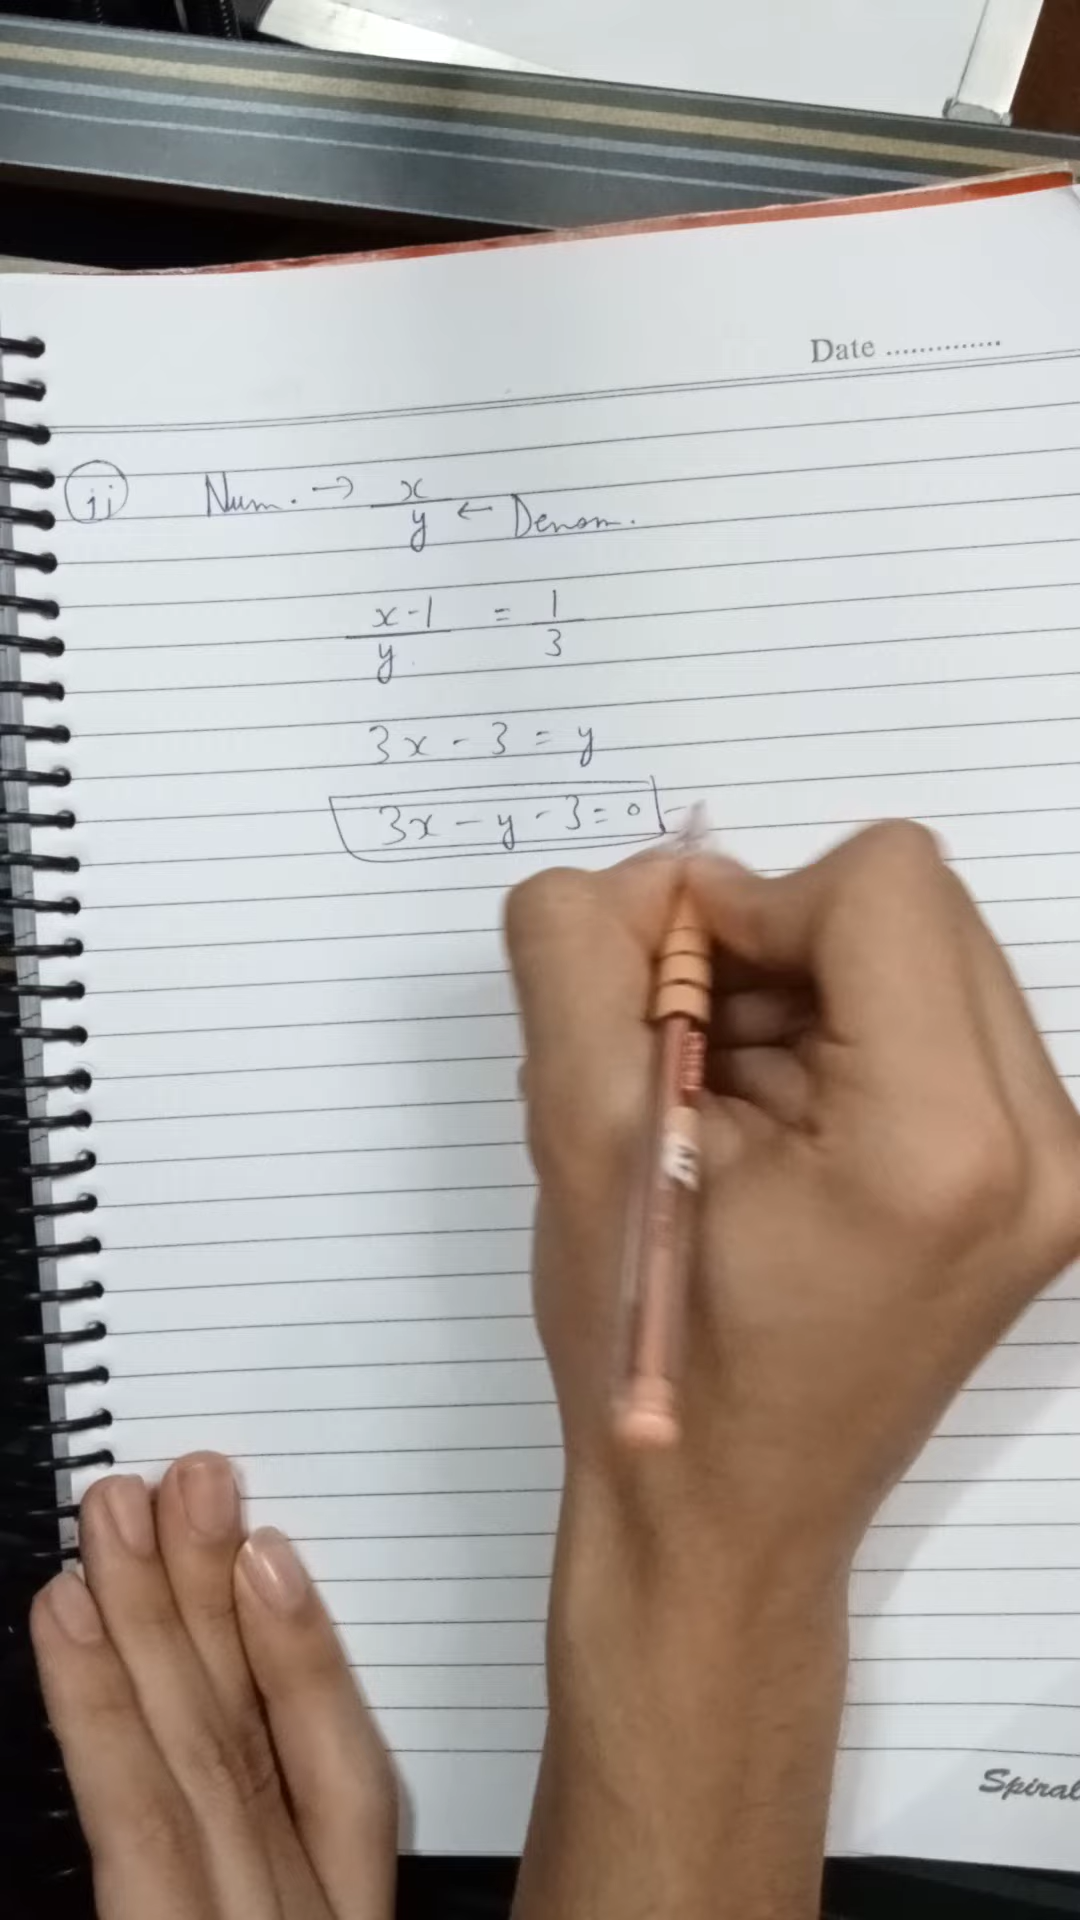 Date ..............
ii Num. → x/y ← Denom.
x-1/y = 1/3
3x - 3 = y
3x - y - 3 = 0
Spiral